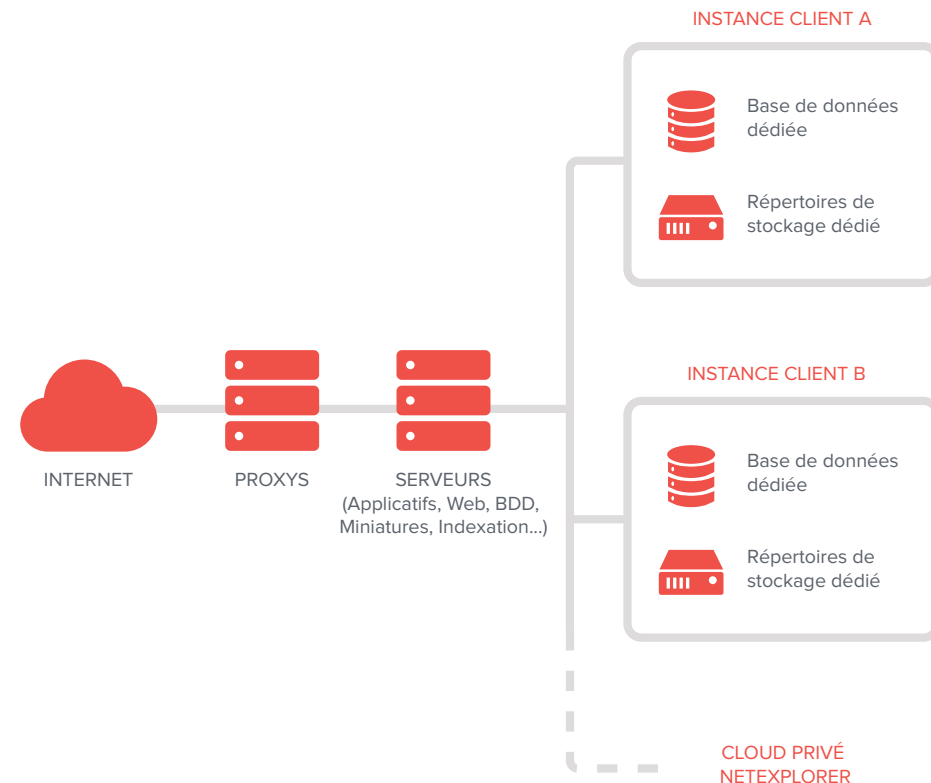 INSTANCE CLIENT A
Base de données
dédiée
Répertoires de
stockage dédié
INSTANCE CLIENT B
Base de données
dédiée
Répertoires de
stockage dédié
INTERNET
PROXYS
SERVEURS
(Applicatifs, Web, BDD,
Miniatures, Indexation...)
CLOUD PRIVÉ
NETEXPLORER